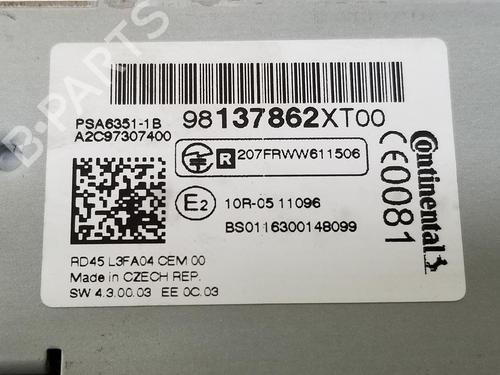 B-PARTS
PSA6351-1B
A2C97307400
98137862XT00
R 207FRWW611506
E2 10R-05 11096
BS0116300148099
Continental
CE0081
RD45 L3FA04 CEM 00
Made in CZECH REP.
SW 4.3.00.03 EE 0C.03